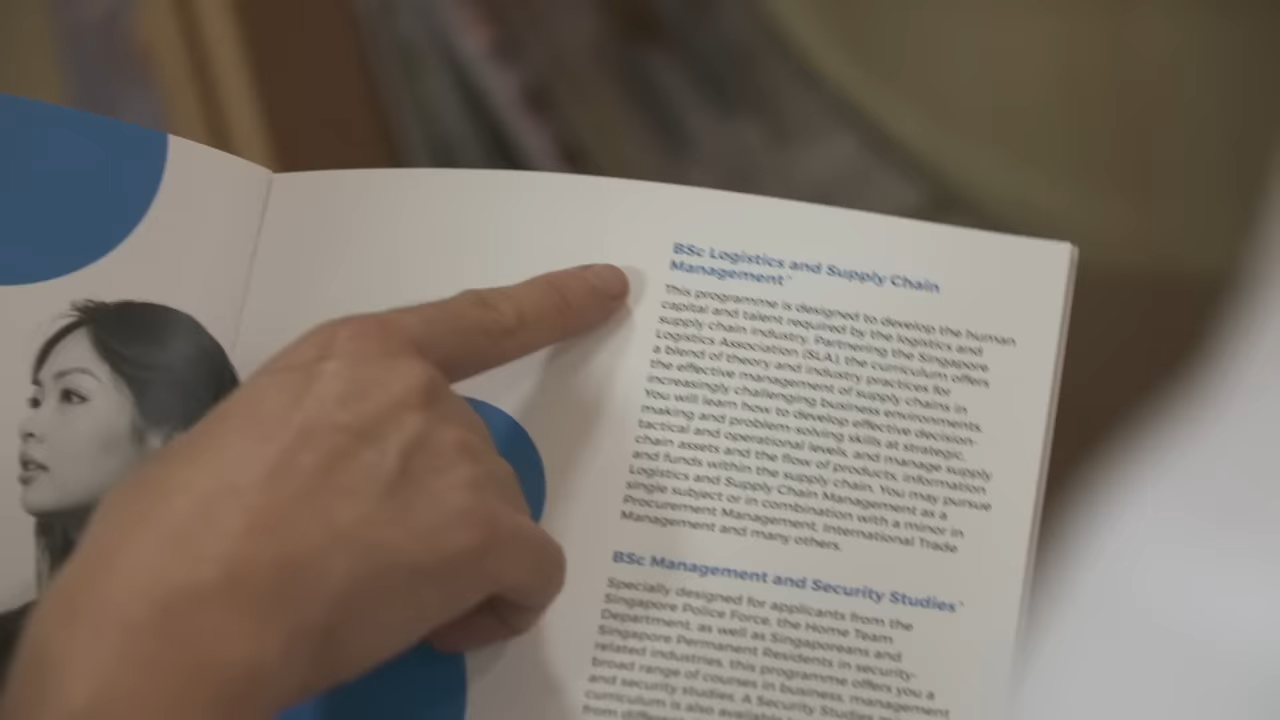 BSc Logistics and Supply Chain
Management^
This programme is designed to develop the human
capital and talent required by the logistics and
supply chain industry. Partnering the Singapore
Logistics Association (SLA), the curriculum offers
a blend of theory and industry practices for
the effective management of supply chains in
increasingly challenging business environments.
You will learn how to develop effective decision-
making and problem-solving skills at strategic,
tactical and operational levels, and manage supply
chain assets and the flow of products, information
and funds within the supply chain. You may pursue
Logistics and Supply Chain Management as a
single subject or in combination with a minor in
Procurement Management, International Trade
Management and many others.
BSc Management and Security Studies^
Specially designed for applicants from the
Singapore Police Force, the Home Team
Department, as well as Singaporeans and
Singapore Permanent Residents in security-
related industries, this programme offers you a
broad range of courses in business, management
and security studies. A Security Studies
curriculum is also available
from different